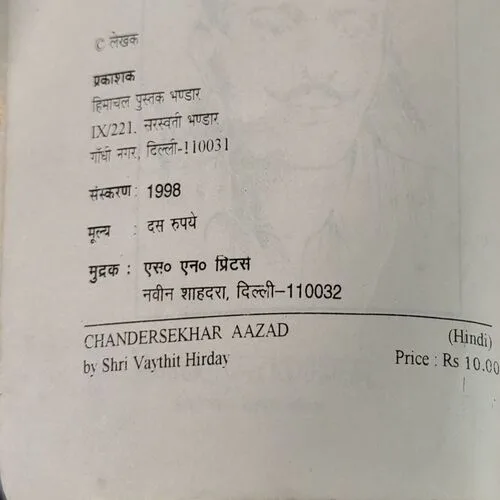 © लेखक
प्रकाशक
हिमाचल पुस्तक भण्डार
IX/221, सरस्वती भण्डार
गाँधी नगर, दिल्ली-110031
संस्करण : 1998
मूल्य : दस रुपये
मुद्रक : एस० एन० प्रिटर्स
नवीन शाहदरा, दिल्ली-110032
CHANDERSEKHAR AAZAD (Hindi)
by Shri Vaythit Hirday Price : Rs 10.00